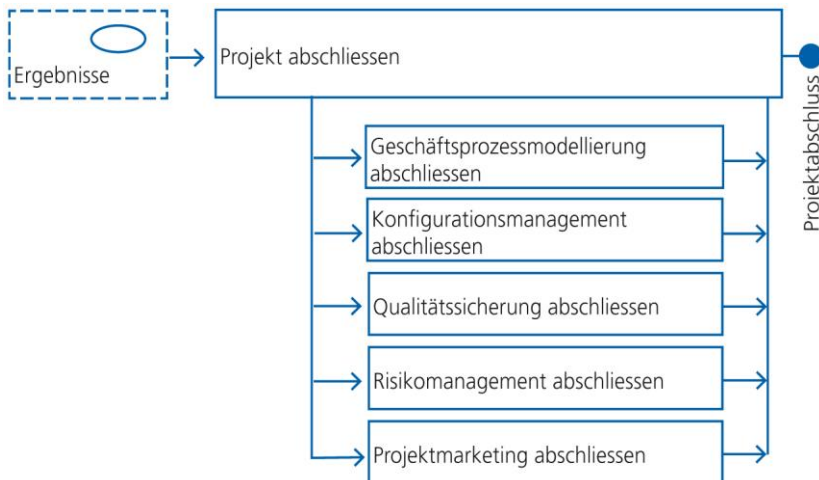 Ergebnisse
Projekt abschliessen
Projektabschluss
Geschäftsprozessmodellierung
abschliessen
Konfigurationsmanagement
abschliessen
Qualitätssicherung abschliessen
Risikomanagement abschliessen
Projektmarketing abschliessen